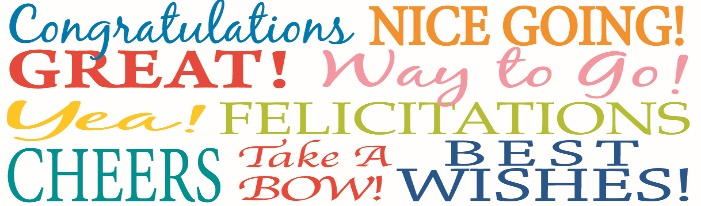 Congratulations NICE GOING!
GREAT! Way to Go!
Yea! FELICITATIONS
CHEERS Take A BOW! BEST WISHES!